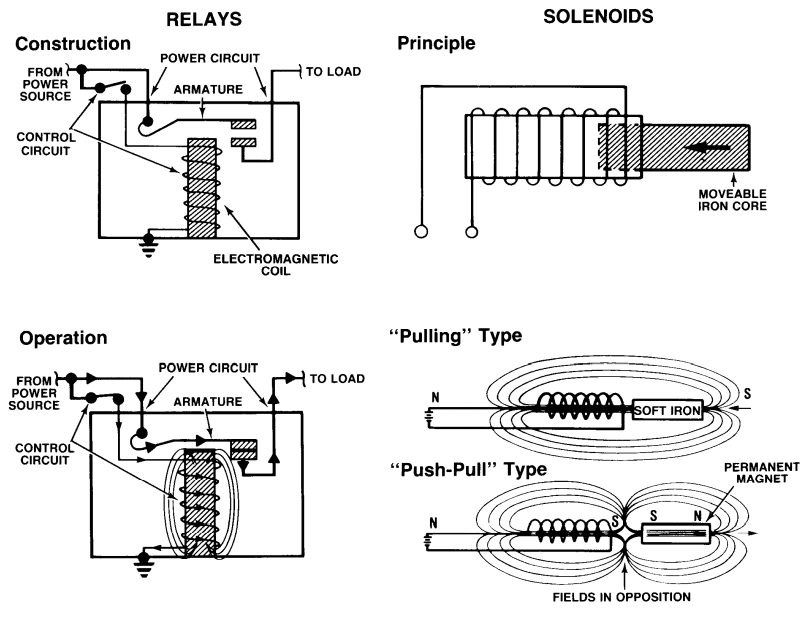 RELAYS
Construction
POWER CIRCUIT
FROM
POWER
SOURCE
TO LOAD
ARMATURE
CONTROL
CIRCUIT
ELECTROMAGNETIC
COIL
SOLENOIDS
Principle
MOVEABLE
IRON CORE
Operation
POWER CIRCUIT
FROM
POWER
SOURCE
TO LOAD
ARMATURE
CONTROL
CIRCUIT
"Pulling" Type
N
S
SOFT IRON
"Push-Pull" Type
PERMANENT
MAGNET
N
S
S
N
FIELDS IN OPPOSITION